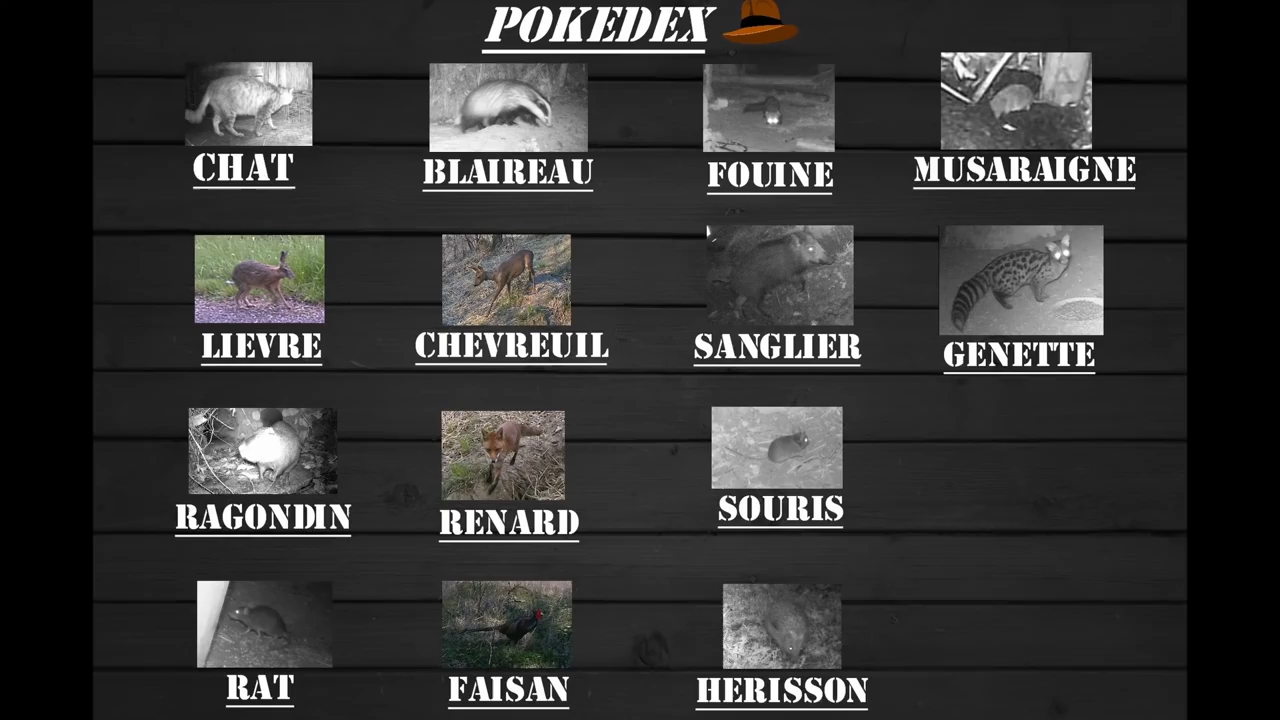 POKEDEX
CHAT
BLAIREAU
FOUINE
MUSARAIGNE
LIEVRE
CHEVREUIL
SANGLIER
GENETTE
RAGONDIN
RENARD
SOURIS
RAT
FAISAN
HERISSON